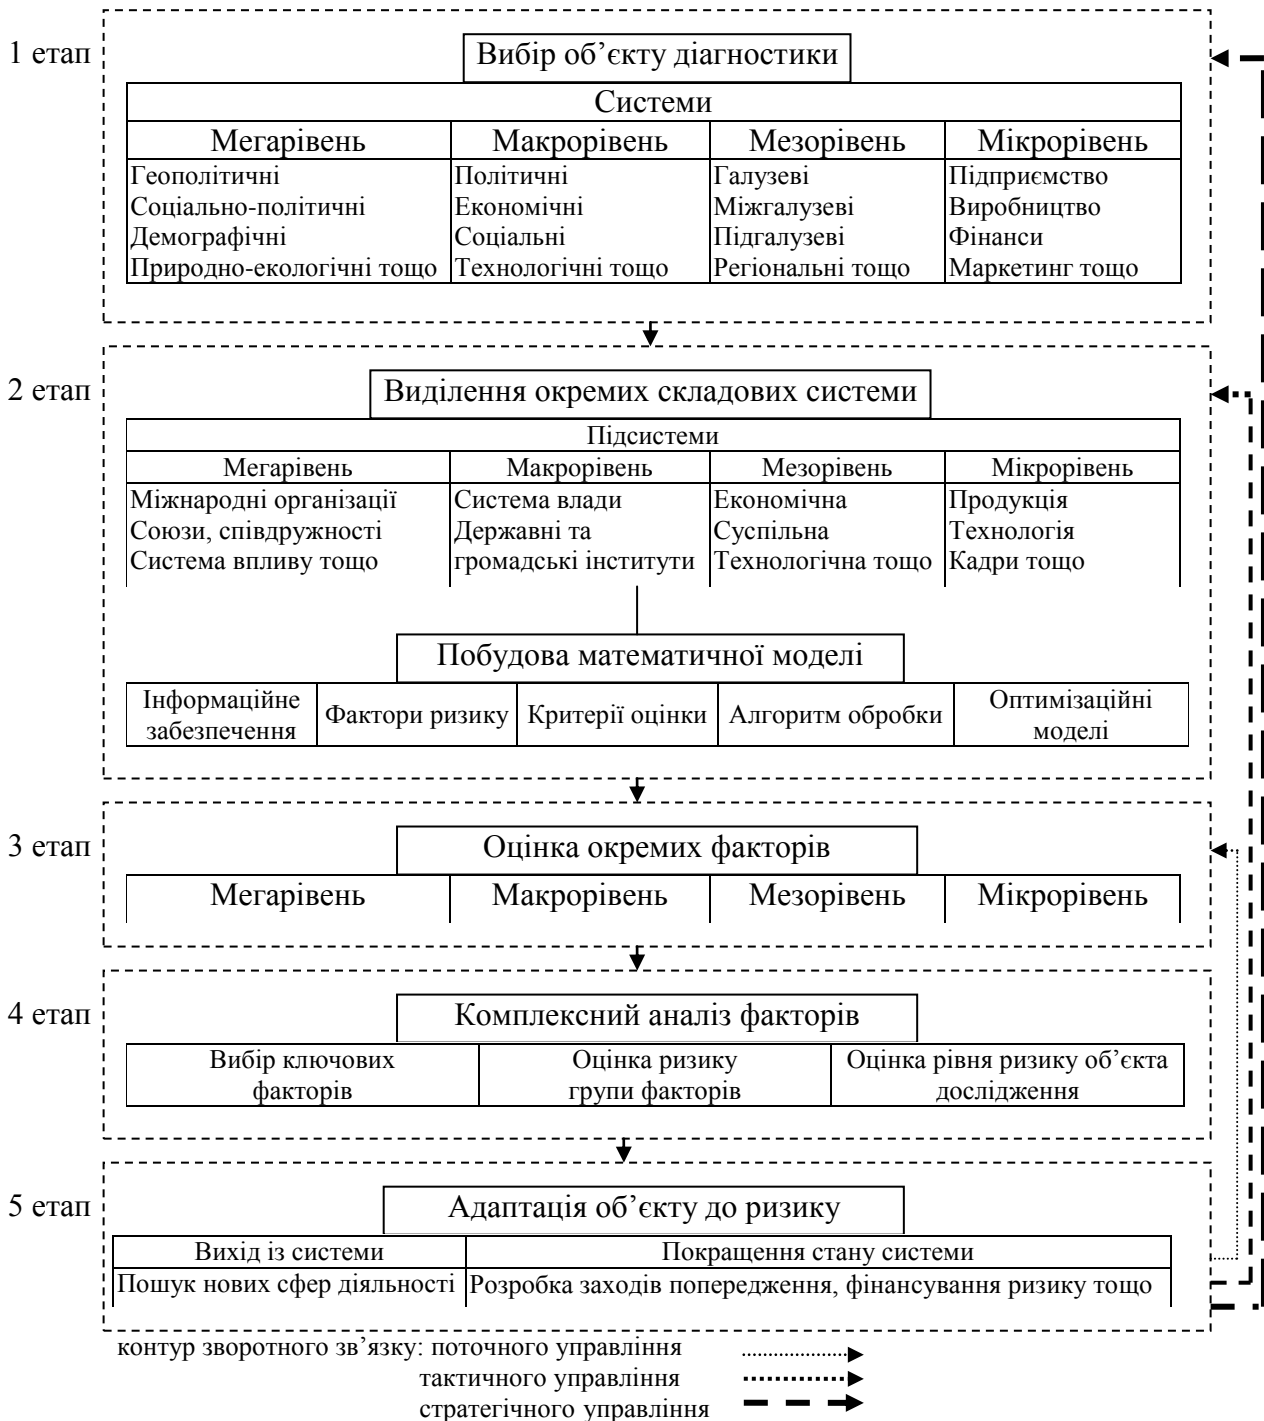 1 етап
Вибір об’єкту діагностики
Системи
Мегарівень Макрорівень Мезорівень Мікрорівень
Геополітичні Політичні Галузеві Підприємство
Соціально-політичні Економічні Міжгалузеві Виробництво
Демографічні Соціальні Підгалузеві Фінанси
Природно-екологічні тощо Технологічні тощо Регіональні тощо Маркетинг тощо
2 етап
Виділення окремих складових системи
Підсистеми
Мегарівень Макрорівень Мезорівень Мікрорівень
Міжнародні організації Система влади Економічна Продукція
Союзи, співдружності Державні та Суспільна Технологія
Система впливу тощо громадські інститути Технологічна тощо Кадри тощо
Побудова математичної моделі
Інформаційне
забезпечення
Фактори ризику
Критерії оцінки
Алгоритм обробки
Оптимізаційні
моделі
3 етап
Оцінка окремих факторів
Мегарівень Макрорівень Мезорівень Мікрорівень
4 етап
Комплексний аналіз факторів
Вибір ключових
факторів
Оцінка ризику
групи факторів
Оцінка рівня ризику об’єкта
дослідження
5 етап
Адаптація об’єкту до ризику
Вихід із системи Покращення стану системи
Пошук нових сфер діяльності Розробка заходів попередження, фінансування ризику тощо
контур зворотного зв’язку: поточного управління
тактичного управління
стратегічного управління